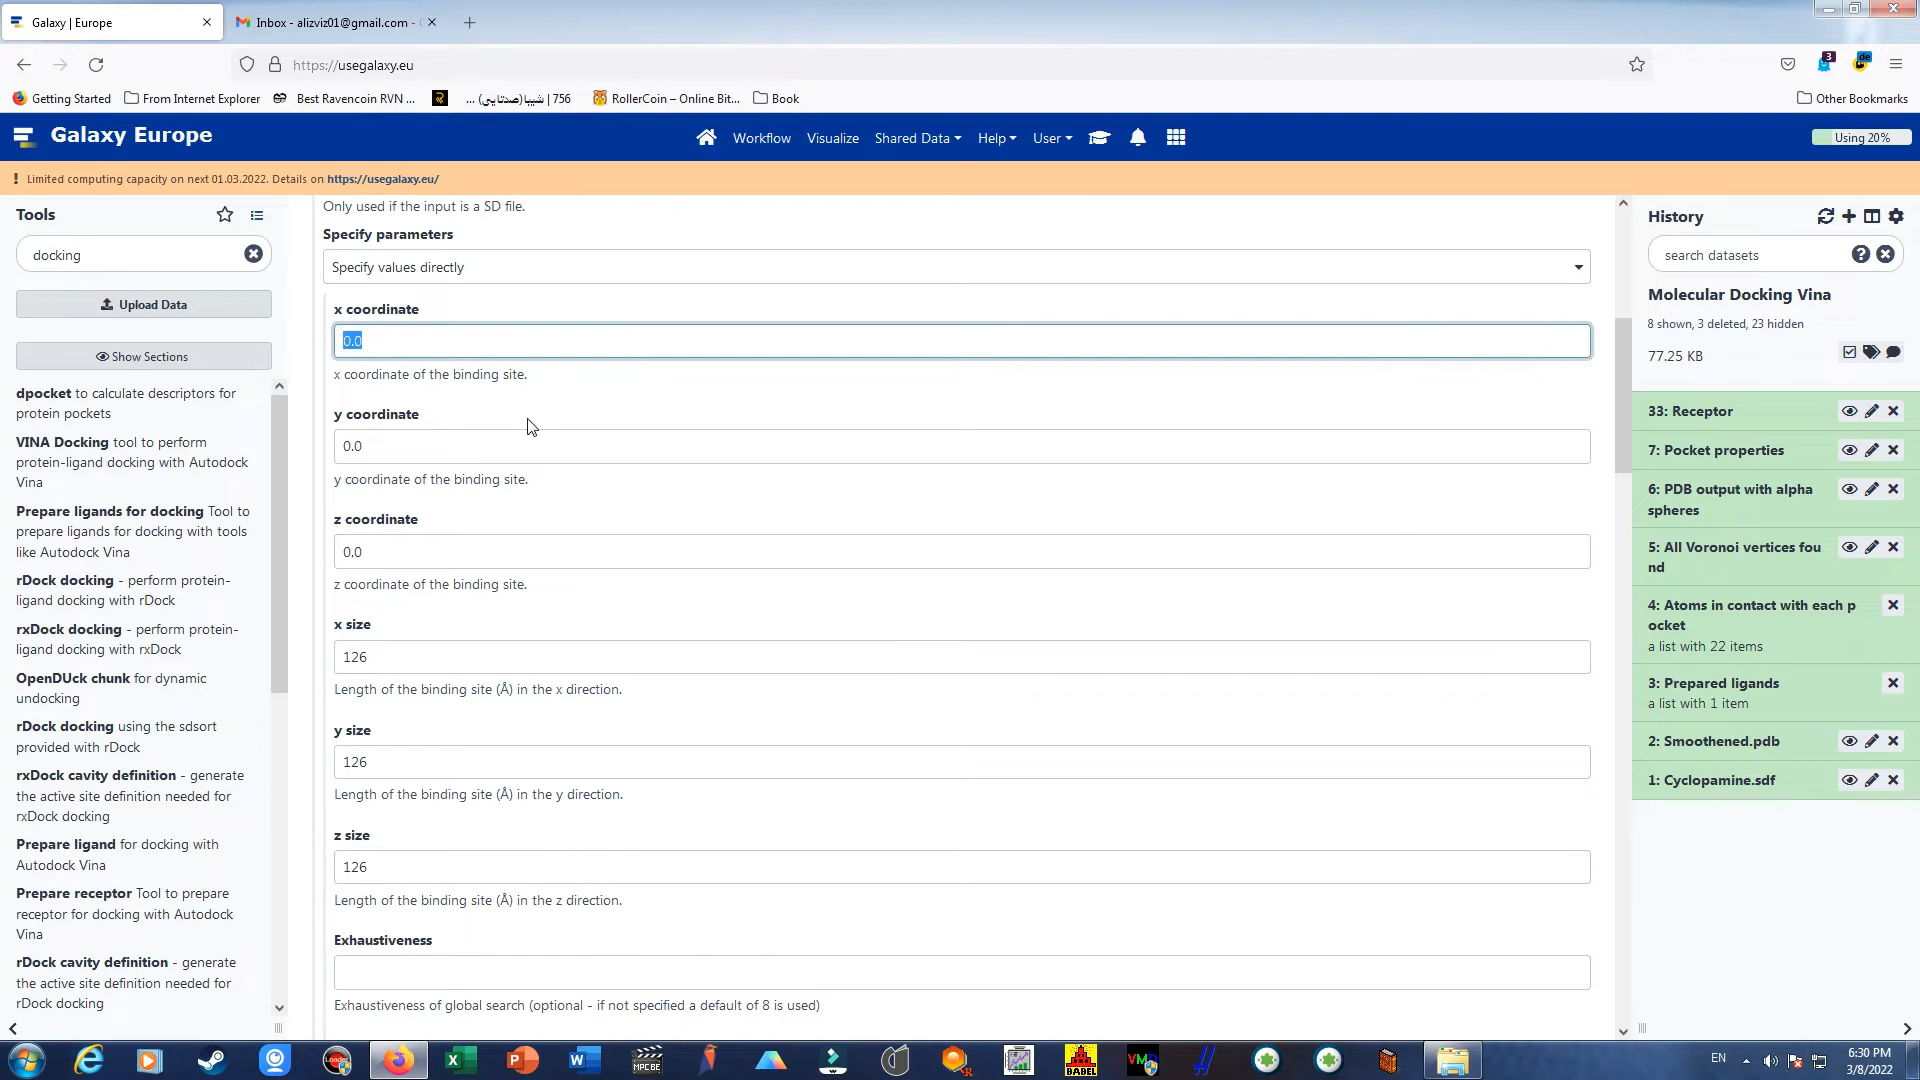 Galaxy | Europe
Inbox - alizviz01@gmail.com -
https://usegalaxy.eu
Getting Started
From Internet Explorer
Best Ravencoin RVN ...
... شیبا(صدتایی) | 756
RollerCoin – Online Bit...
Book
Other Bookmarks
Galaxy Europe
Workflow
Visualize
Shared Data
Help
User
Using 20%
! Limited computing capacity on next 01.03.2022. Details on https://usegalaxy.eu/
Tools
docking
Upload Data
Show Sections
dpocket to calculate descriptors for
protein pockets
VINA Docking tool to perform
protein-ligand docking with Autodock
Vina
Prepare ligands for docking Tool to
prepare ligands for docking with tools
like Autodock Vina
rDock docking - perform protein-
ligand docking with rDock
rxDock docking - perform protein-
ligand docking with rxDock
OpenDUck chunk for dynamic
undocking
rDock docking using the sdsort
provided with rDock
rxDock cavity definition - generate
the active site definition needed for
rxDock docking
Prepare ligand for docking with
Autodock Vina
Prepare receptor Tool to prepare
receptor for docking with Autodock
Vina
rDock cavity definition - generate
the active site definition needed for
rDock docking
Only used if the input is a SD file.
Specify parameters
Specify values directly
x coordinate
0.0
x coordinate of the binding site.
y coordinate
0.0
y coordinate of the binding site.
z coordinate
0.0
z coordinate of the binding site.
x size
126
Length of the binding site (Å) in the x direction.
y size
126
Length of the binding site (Å) in the y direction.
z size
126
Length of the binding site (Å) in the z direction.
Exhaustiveness
Exhaustiveness of global search (optional - if not specified a default of 8 is used)
History
search datasets
Molecular Docking Vina
8 shown, 3 deleted, 23 hidden
77.25 KB
33: Receptor
7: Pocket properties
6: PDB output with alpha
spheres
5: All Voronoi vertices fou
nd
4: Atoms in contact with each p
ocket
a list with 22 items
3: Prepared ligands
a list with 1 item
2: Smoothened.pdb
1: Cyclopamine.sdf
EN
6:30 PM
3/8/2022